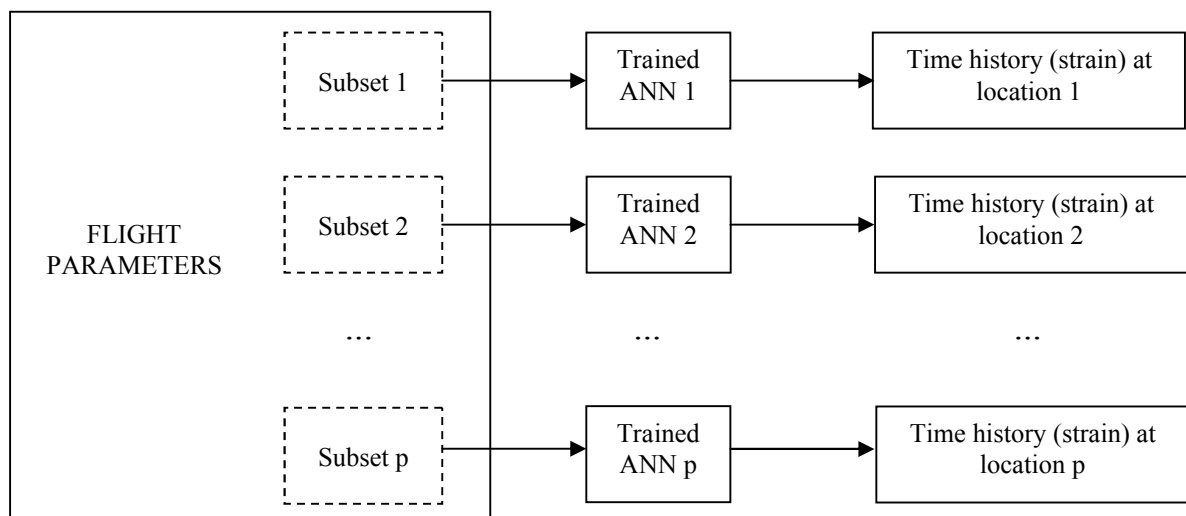 Subset 1
Trained
ANN 1
Time history (strain) at
location 1
FLIGHT
PARAMETERS
Subset 2
Trained
ANN 2
Time history (strain) at
location 2
…
…
…
Subset p
Trained
ANN p
Time history (strain) at
location p